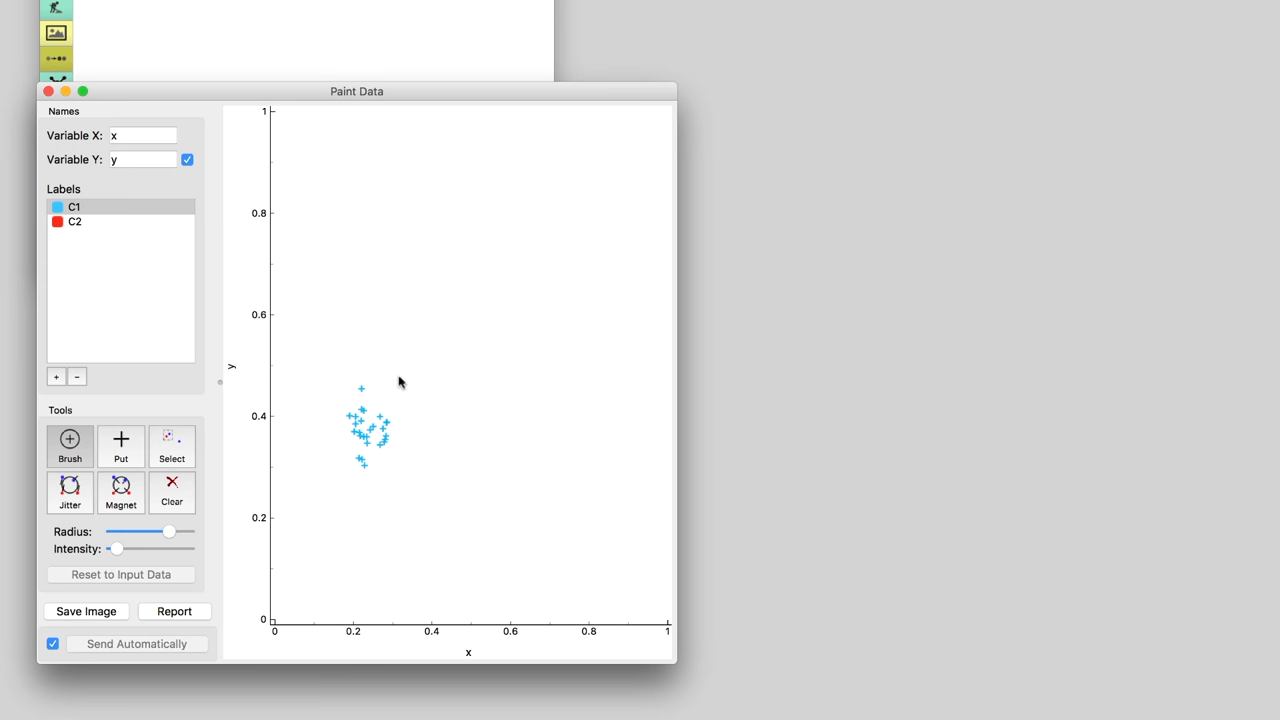 Paint Data
Names
Variable X: x
Variable Y: y
Labels
C1
C2
+ −
Tools
Brush Put Select
Jitter Magnet Clear
Radius:
Intensity:
Reset to Input Data
Save Image Report
Send Automatically
1
0.8
0.6
y
0.4
0.2
0
0 0.2 0.4 0.6 0.8 1
x